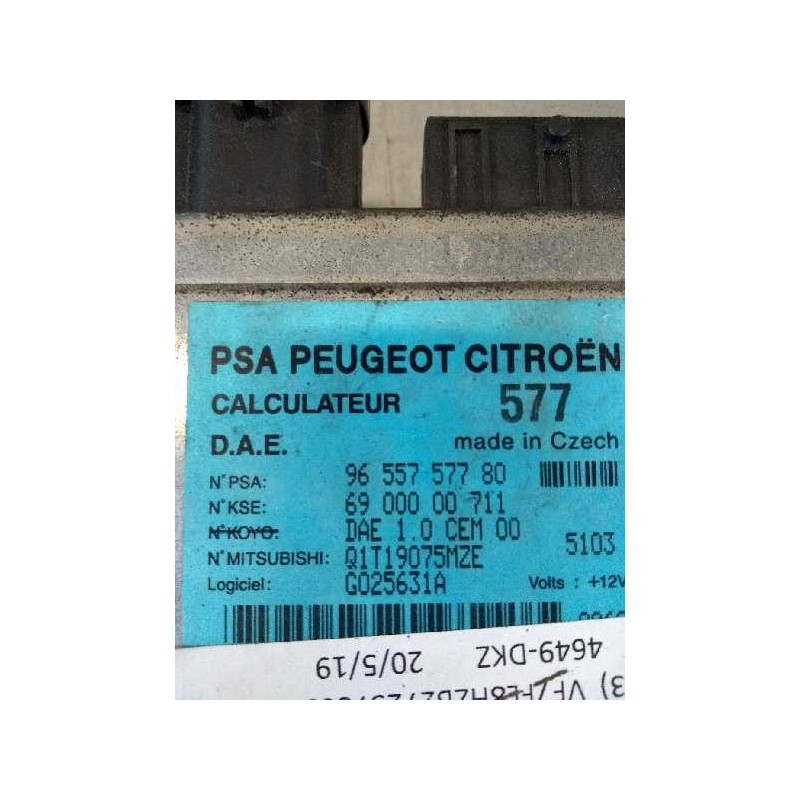 PSA PEUGEOT CITROËN
CALCULATEUR 577
D.A.E. made in Czech
N°PSA: 96 557 577 80
N°KSE: 69 000 00 711
N°KOYO: DAE 1.0 CEM 00
5103
N°MITSUBISHI: Q1T19075MZE
Logiciel: G025631A Volts : +12V
4649-DKZ 20/5/19